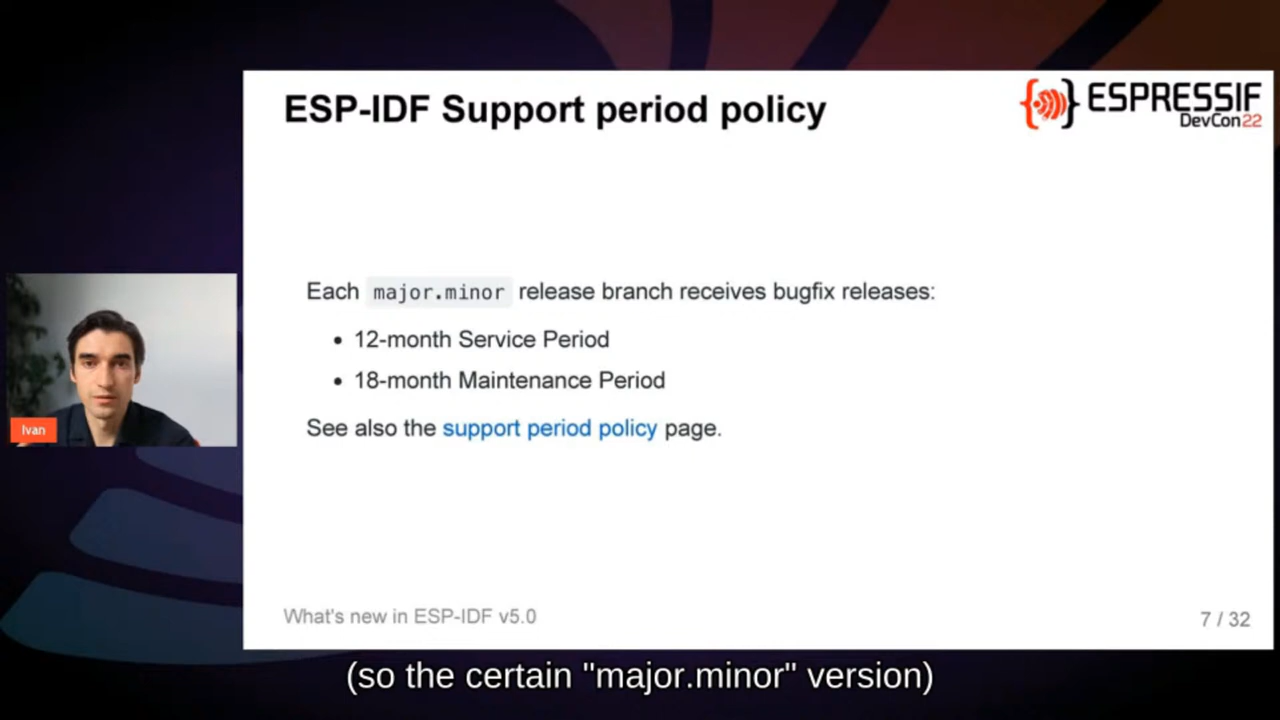 ESP-IDF Support period policy
{} ESPRESSIF
DevCon22
Each major.minor release branch receives bugfix releases:
• 12-month Service Period
• 18-month Maintenance Period
See also the support period policy page.
Ivan
What's new in ESP-IDF v5.0
7 / 32
(so the certain "major.minor" version)